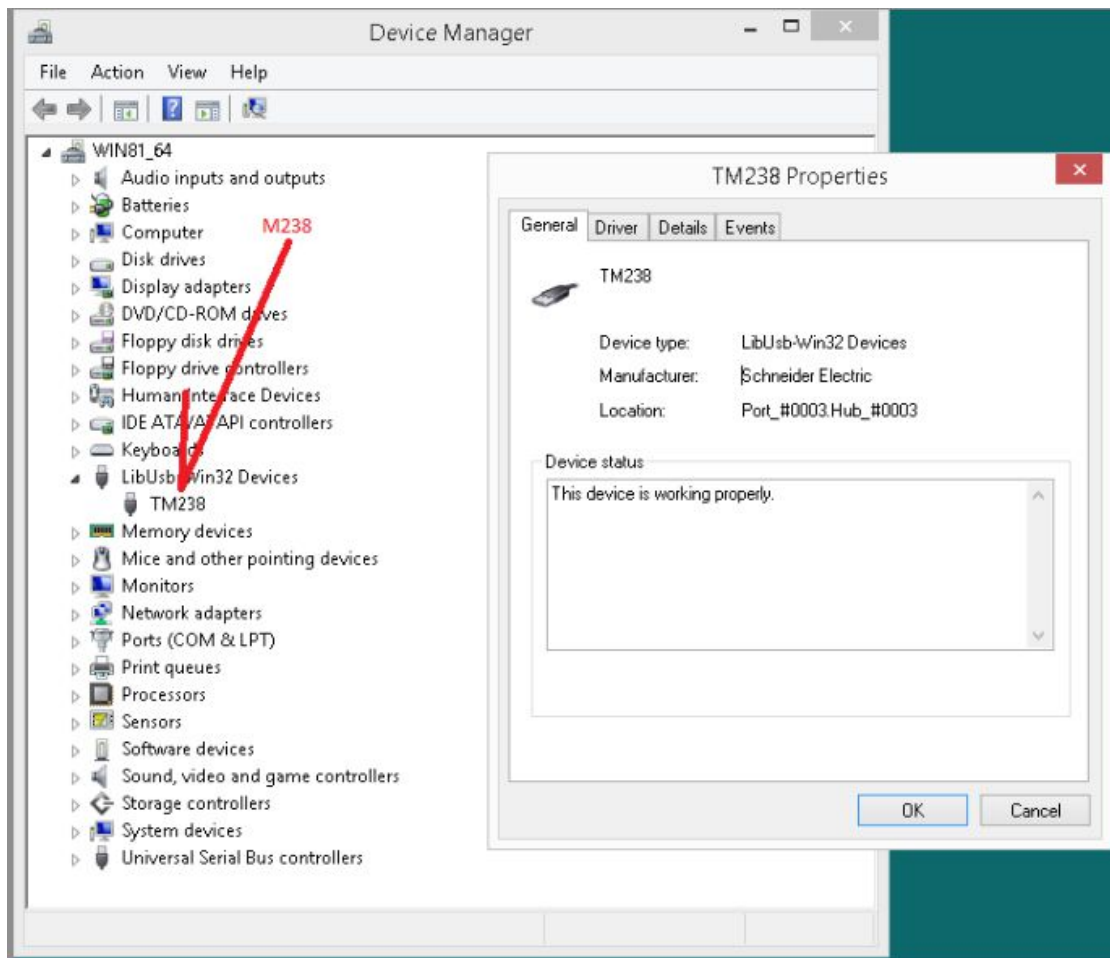 Device Manager
File Action View Help
WIN81_64
Audio inputs and outputs
Batteries
Computer
M238
Disk drives
Display adapters
DVD/CD-ROM drives
Floppy disk drives
Floppy drive controllers
Human Interface Devices
IDE ATA/ATAPI controllers
Keyboards
LibUsb-Win32 Devices
TM238
Memory devices
Mice and other pointing devices
Monitors
Network adapters
Ports (COM & LPT)
Print queues
Processors
Sensors
Software devices
Sound, video and game controllers
Storage controllers
System devices
Universal Serial Bus controllers
TM238 Properties
General Driver Details Events
TM238
Device type: LibUsb-Win32 Devices
Manufacturer: Schneider Electric
Location: Port_#0003.Hub_#0003
Device status
This device is working properly.
OK Cancel